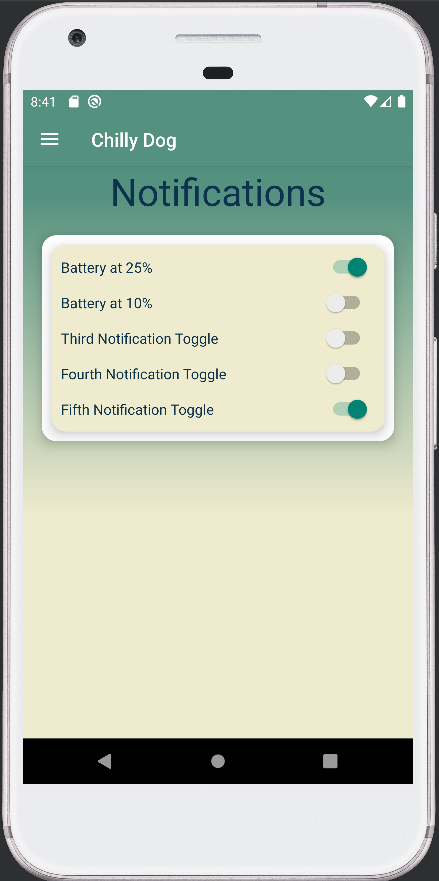 8:41
Chilly Dog
Notifications
Battery at 25%
Battery at 10%
Third Notification Toggle
Fourth Notification Toggle
Fifth Notification Toggle